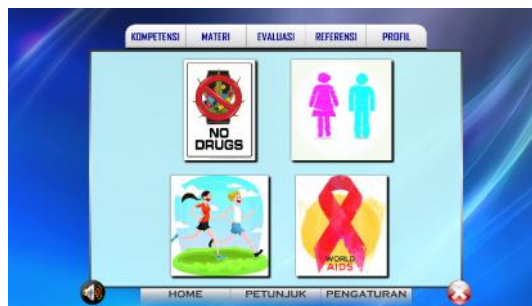 KOMPETENSI MATERI EVALUASI REFERENSI PROFIL
NO
DRUGS
WORLD
AIDS
HOME PETUNJUK PENGATURAN